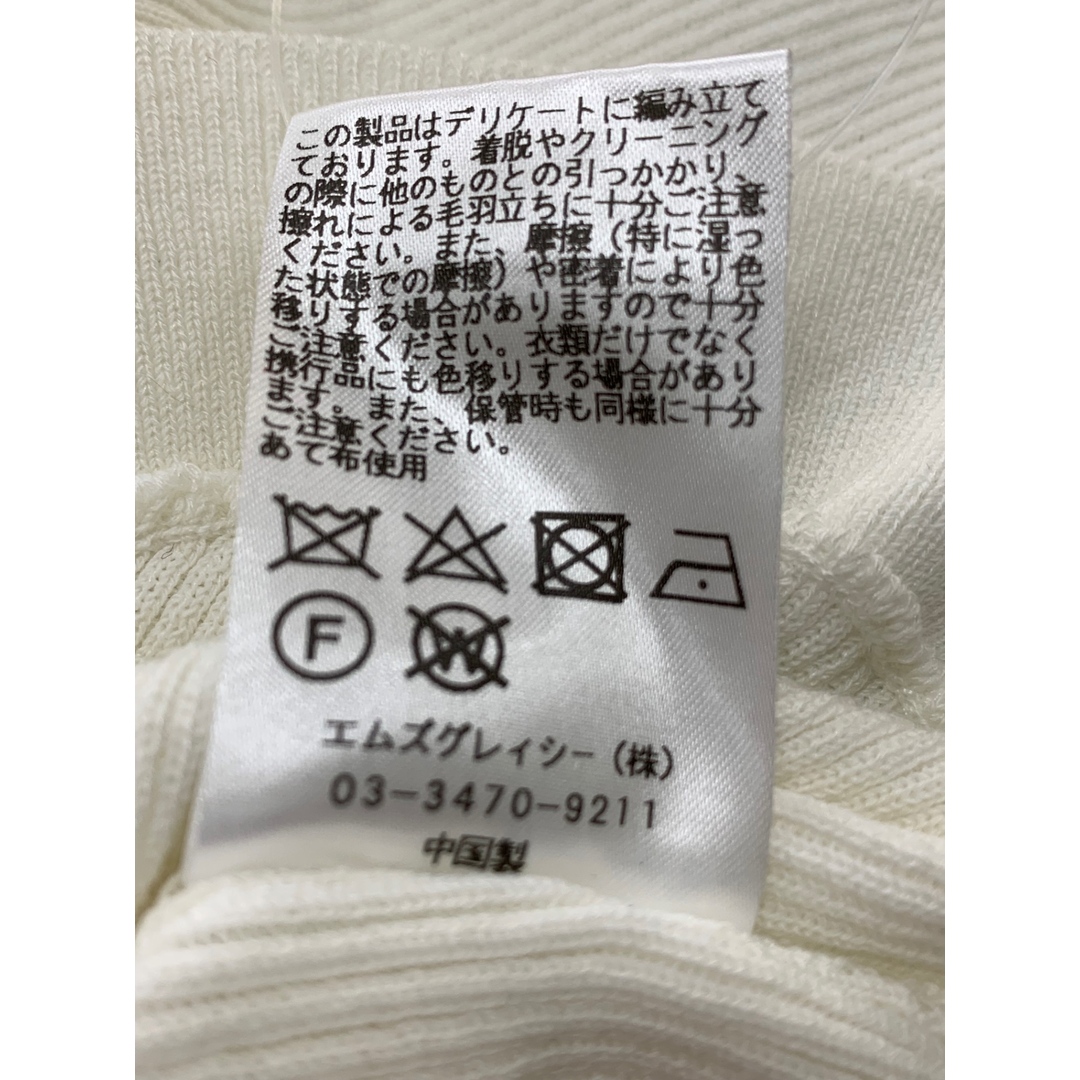 この製品はデリケートに編み立て
ております。着脱やクリーニング
の際に他のものとの引っかかり、
擦れによる毛羽立ちに十分ご注意
ください。また、摩擦(特に湿っ
た状態での摩擦)や密着により色
移りする場合がありますので十分
ご注意ください。衣類だけでなく
携行品にも色移りする場合があり
ます。また、保管時も同様に十分
ご注意ください。
あて布使用
F W
エムズグレィシー(株)
03-3470-9211
中国製